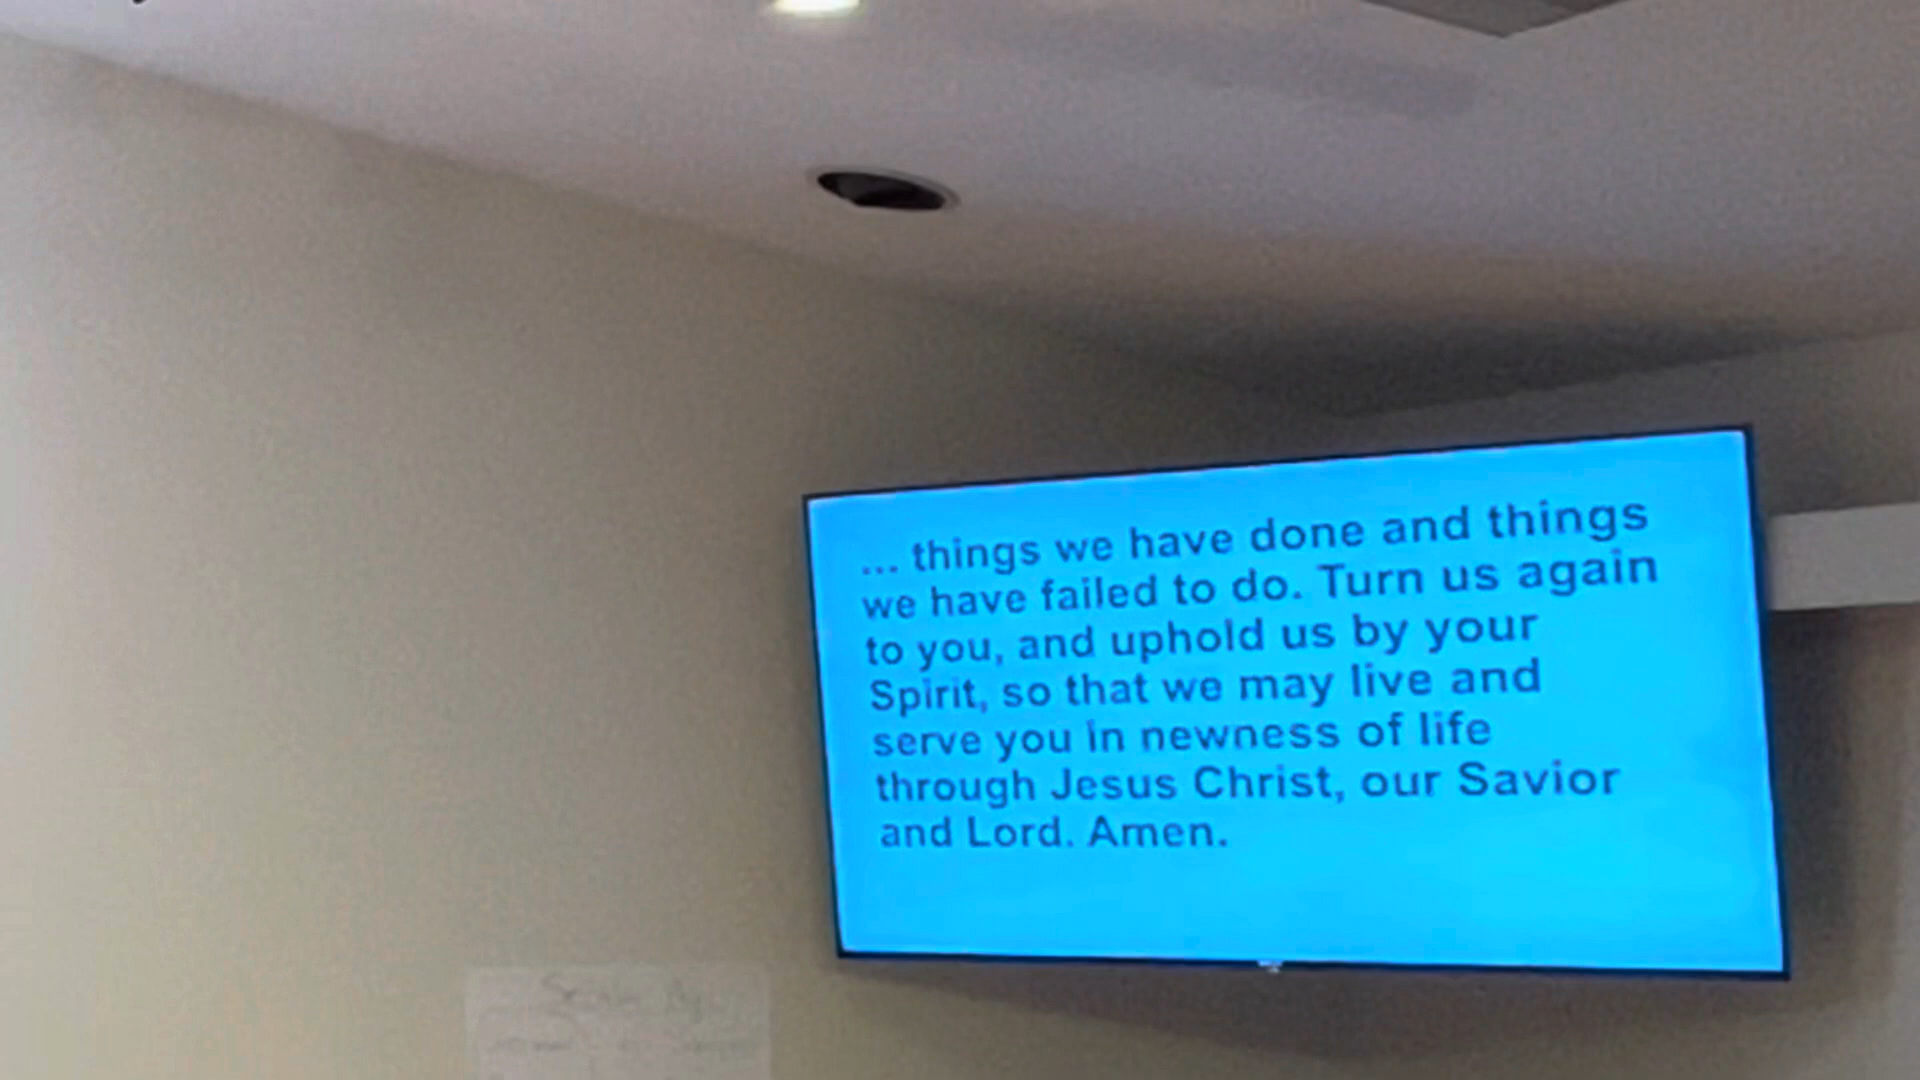 ... things we have done and things
we have failed to do. Turn us again
to you, and uphold us by your
Spirit, so that we may live and
serve you in newness of life
through Jesus Christ, our Savior
and Lord. Amen.